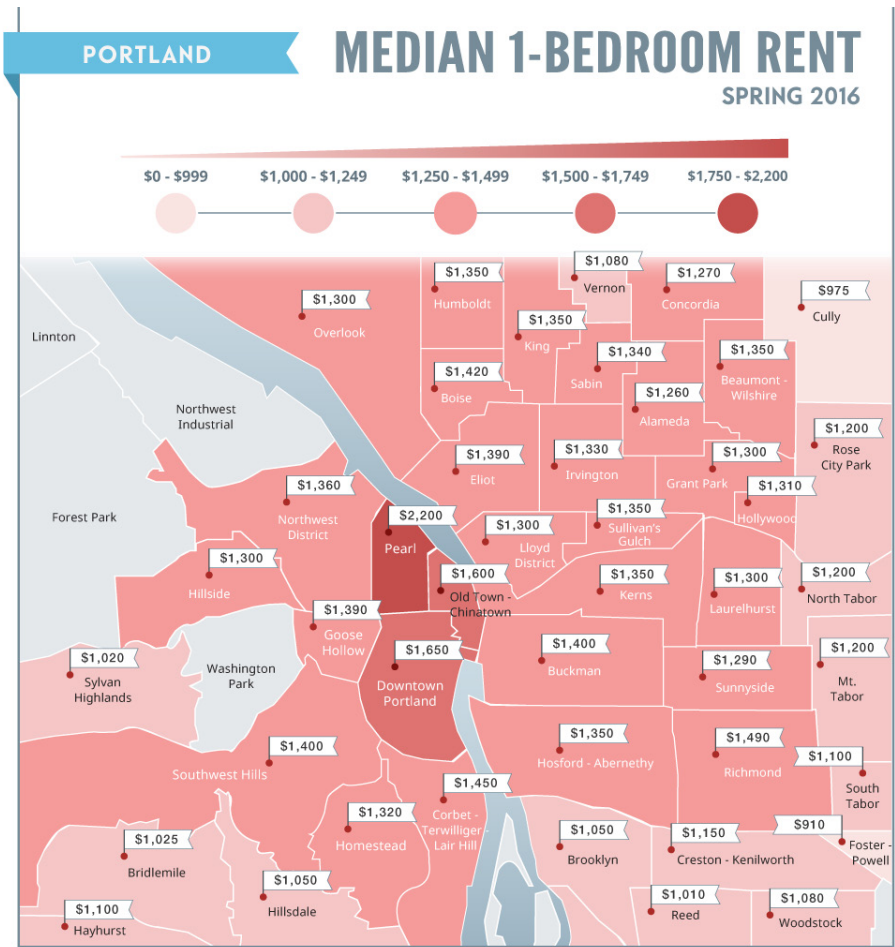 PORTLAND
MEDIAN 1-BEDROOM RENT
SPRING 2016
$0 - $999
$1,000 - $1,249
$1,250 - $1,499
$1,500 - $1,749
$1,750 - $2,200
$1,080
Vernon
$1,350
Humboldt
$1,270
Concordia
$975
Cully
$1,300
Overlook
$1,350
King
Linnton
$1,340
Sabin
$1,350
Beaumont -
Wilshire
$1,420
Boise
$1,260
Alameda
Northwest
Industrial
$1,200
Rose
City Park
$1,390
Eliot
$1,330
Irvington
$1,300
Grant Park
$1,360
Northwest
District
$1,310
Hollywood
Forest Park
$2,200
Pearl
$1,350
Sullivan's
Gulch
$1,300
Lloyd
District
$1,300
Hillside
$1,600
Old Town -
Chinatown
$1,350
Kerns
$1,300
Laurelhurst
$1,200
North Tabor
$1,390
Goose
Hollow
$1,650
Downtown
Portland
$1,400
Buckman
$1,020
Sylvan
Highlands
Washington
Park
$1,290
Sunnyside
$1,200
Mt.
Tabor
$1,400
Southwest Hills
$1,350
Hosford - Abernethy
$1,490
Richmond
$1,100
South
Tabor
$1,450
Corbet -
Terwilliger -
Lair Hill
$1,320
Homestead
$1,025
Bridlemile
$1,050
Brooklyn
$1,150
Creston - Kenilworth
$910
Foster -
Powell
$1,050
Hillsdale
$1,100
Hayhurst
$1,010
Reed
$1,080
Woodstock